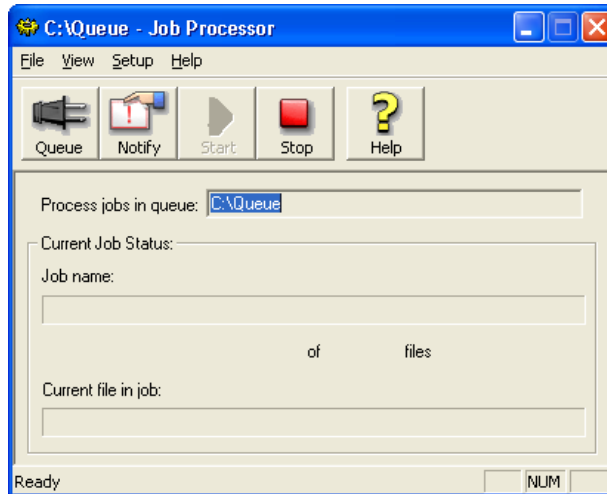 C:\Queue - Job Processor
File View Setup Help
Queue Notify Start Stop Help
Process jobs in queue: C:\Queue
Current Job Status:
Job name:
of files
Current file in job:
Ready NUM